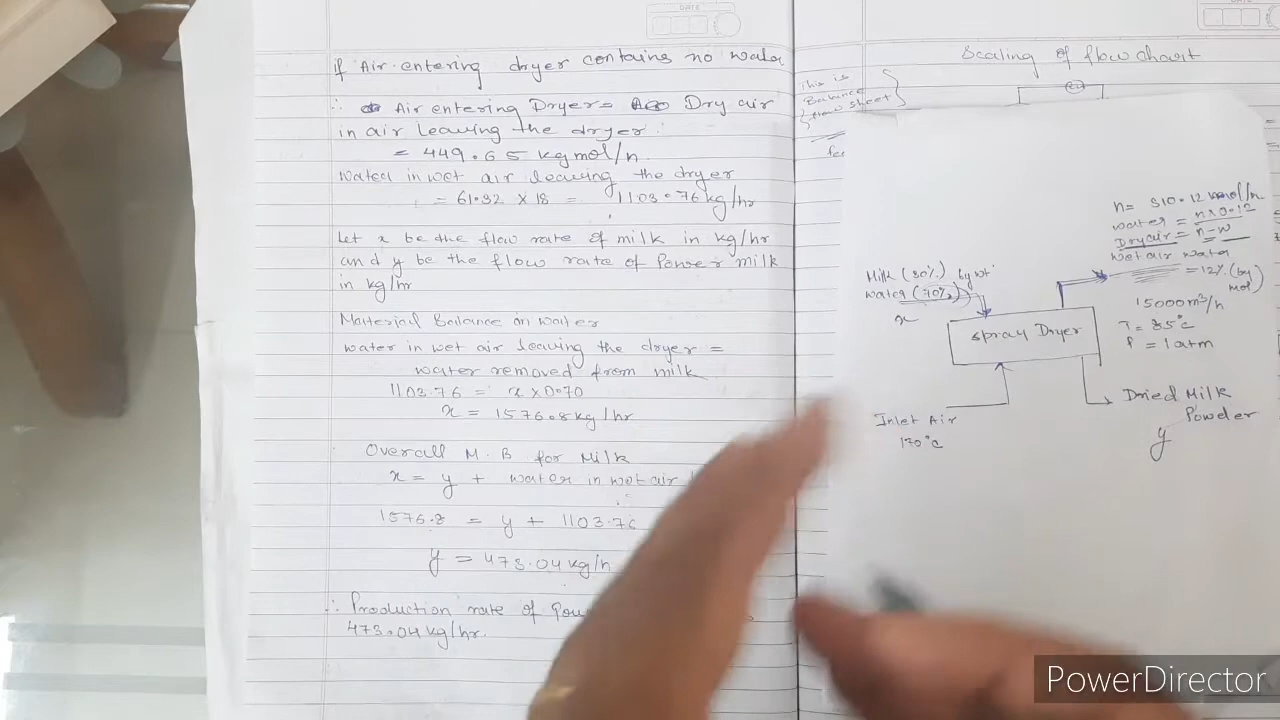 DATE
If Air entering dryer contains no water
∴ Air entering Dryer = Dry air
in air leaving the dryer.
= 449.65 kgmol/h.
water in wet air leaving the dryer
= 61.32 × 18 = 1103.76 kg/hr
Let x be the flow rate of milk in kg/hr
and y be the flow rate of Power milk
in kg/hr
Material Balance on water
water in wet air leaving the dryer =
water removed from milk
1103.76 = x × 0.70
x = 1576.8 kg/hr
Overall M.B for Milk
x = y + water in wet air
1576.8 = y + 1103.76
y = 473.04 kg/h
∴ Production rate of
473.04 kg/hr.
DATE
Scaling of flow chart
This is
Balance
flow sheet
n = 510.12 kmol/h
water = n×0.12
Dry air = n-w
wet air water
= 12% (by
mol)
Milk (30%) by wt
water (70%)
x
15000 m³/h
T = 85°C
P = 1 atm
Spray Dryer
Dried Milk
Powder
y
Inlet Air
120°C
PowerDirector